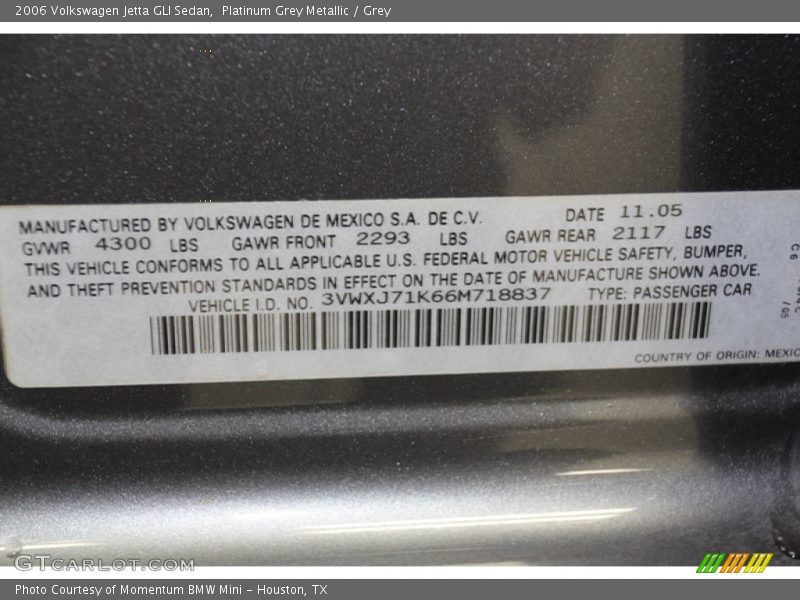 2006 Volkswagen Jetta GLI Sedan,  Platinum Grey Metallic / Grey
MANUFACTURED BY VOLKSWAGEN DE MEXICO S.A. DE C.V. DATE 11.05
GVWR 4300 LBS GAWR FRONT 2293 LBS GAWR REAR 2117 LBS
THIS VEHICLE CONFORMS TO ALL APPLICABLE U.S. FEDERAL MOTOR VEHICLE SAFETY, BUMPER,
AND THEFT PREVENTION STANDARDS IN EFFECT ON THE DATE OF MANUFACTURE SHOWN ABOVE.
VEHICLE I.D. NO. 3VWXJ71K66M718837 TYPE: PASSENGER CAR
COUNTRY OF ORIGIN: MEXIC
GTCARLOT.COM
Photo Courtesy of Momentum BMW Mini - Houston, TX